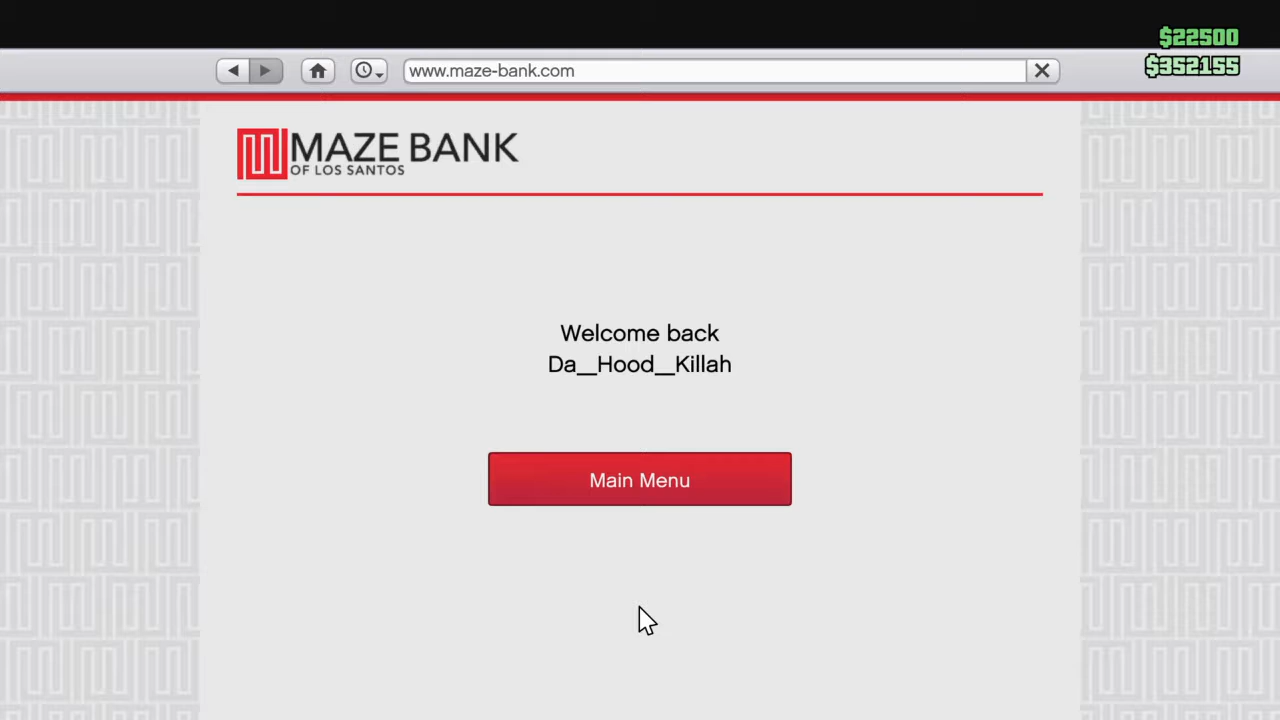 $22500
$352155
www.maze-bank.com
MAZE BANK
OF LOS SANTOS
Welcome back
Da__Hood__Killah
Main Menu